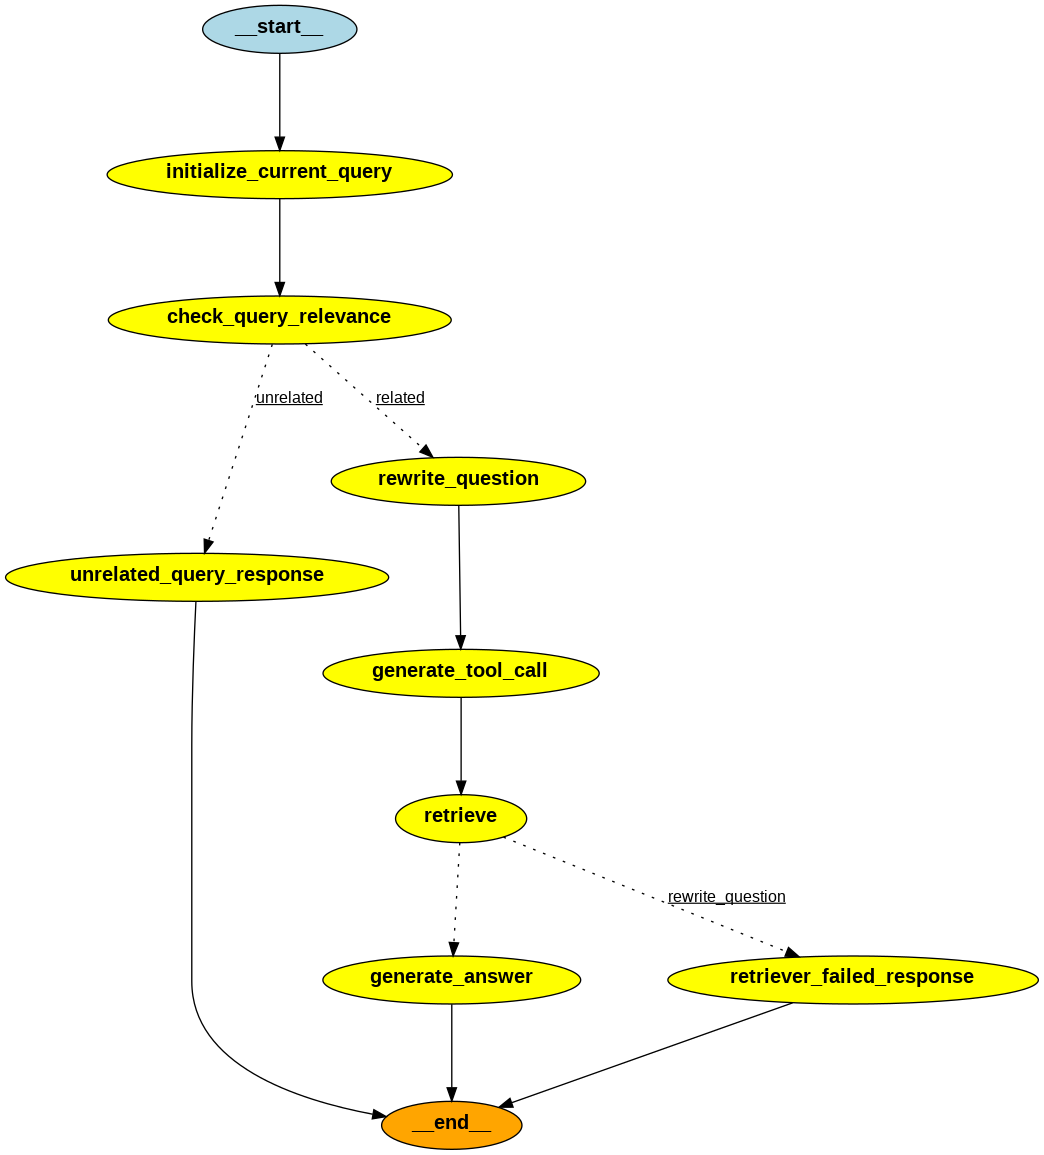 __start__
initialize_current_query
check_query_relevance
unrelated
related
rewrite_question
unrelated_query_response
generate_tool_call
retrieve
rewrite_question
generate_answer
retriever_failed_response
__end__